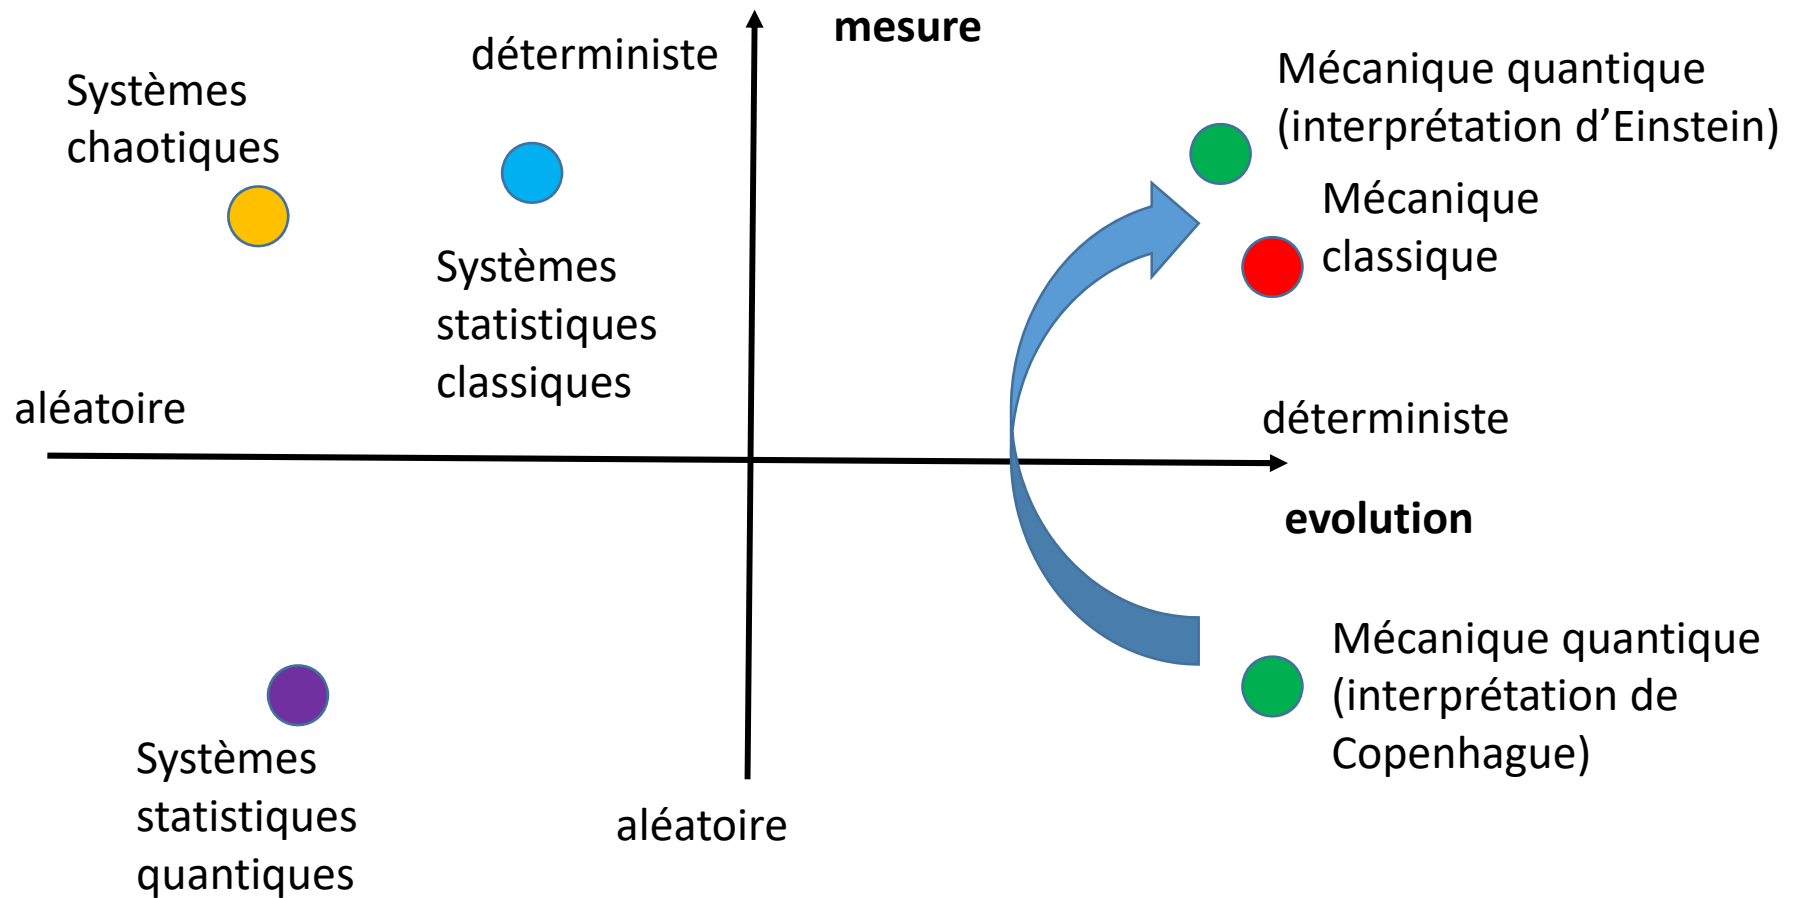 mesure
déterministe
Systèmes
chaotiques
Mécanique quantique
(interprétation d’Einstein)
Mécanique
classique
Systèmes
statistiques
classiques
aléatoire
déterministe
evolution
Mécanique quantique
(interprétation de
Copenhague)
Systèmes
statistiques
quantiques
aléatoire